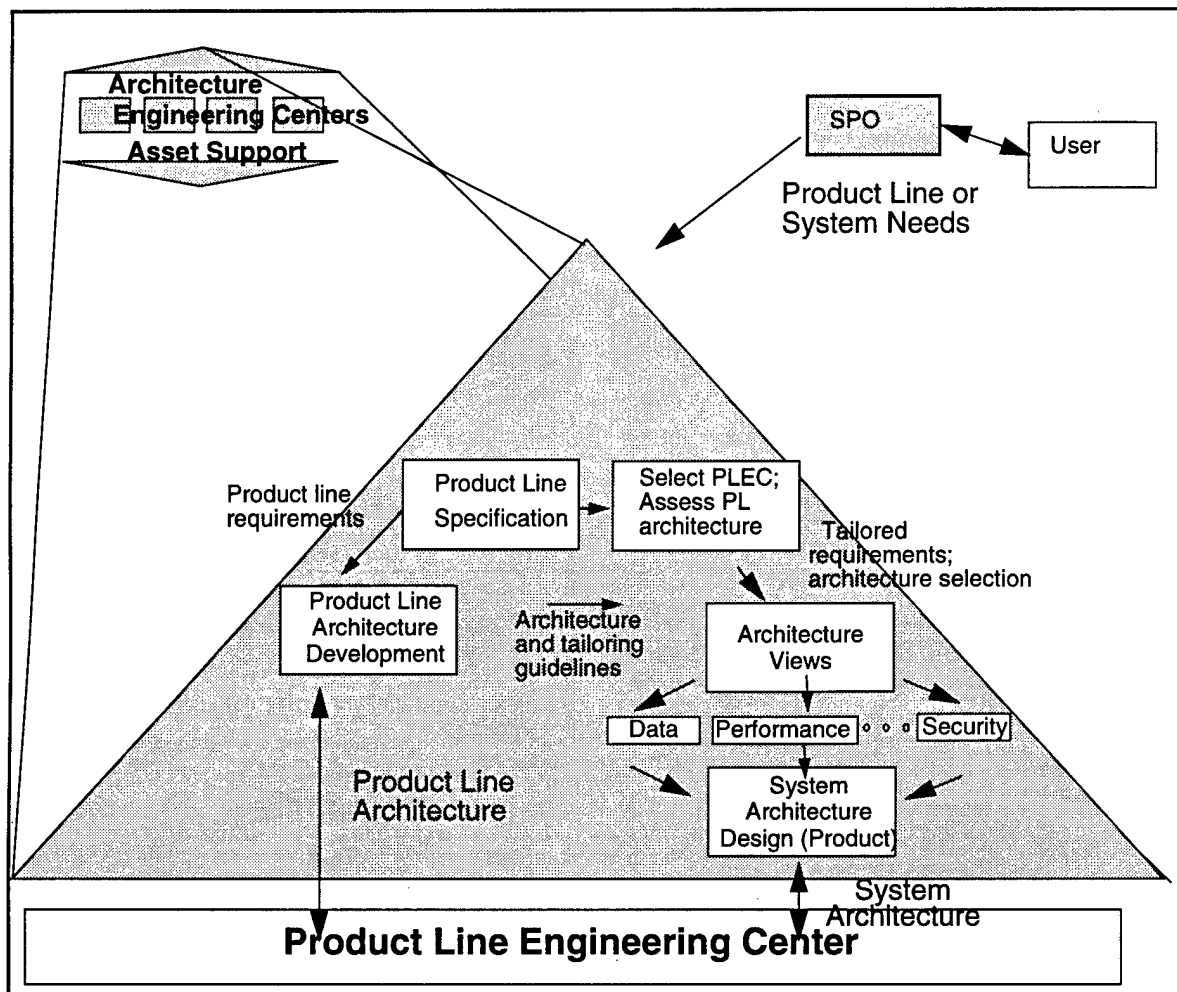 Architecture
Engineering Centers
Asset Support
SPO
User
Product Line or
System Needs
Product line
requirements
Product Line
Specification
Select PLEC;
Assess PL
architecture
Tailored
requirements;
architecture selection
Product Line
Architecture
Development
Architecture
and tailoring
guidelines
Architecture
Views
Data
Performance
Security
Product Line
Architecture
System
Architecture
Design (Product)
System
Architecture
Product Line Engineering Center